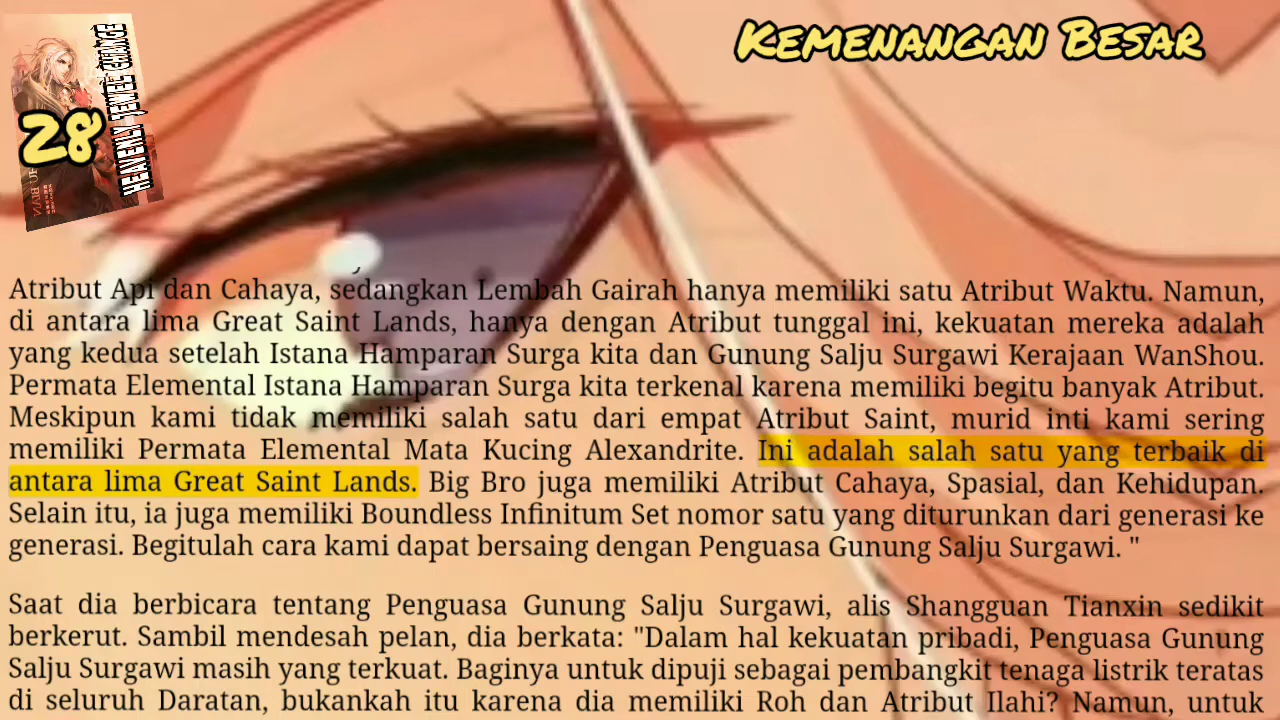 Kemenangan Besar
28
HEAVENLY JEWEL CHANGE
Atribut Api dan Cahaya, sedangkan Lembah Gairah hanya memiliki satu Atribut Waktu. Namun,
di antara lima Great Saint Lands, hanya dengan Atribut tunggal ini, kekuatan mereka adalah
yang kedua setelah Istana Hamparan Surga kita dan Gunung Salju Surgawi Kerajaan WanShou.
Permata Elemental Istana Hamparan Surga kita terkenal karena memiliki begitu banyak Atribut.
Meskipun kami tidak memiliki salah satu dari empat Atribut Saint, murid inti kami sering
memiliki Permata Elemental Mata Kucing Alexandrite. Ini adalah salah satu yang terbaik di
antara lima Great Saint Lands. Big Bro juga memiliki Atribut Cahaya, Spasial, dan Kehidupan.
Selain itu, ia juga memiliki Boundless Infinitum Set nomor satu yang diturunkan dari generasi ke
generasi. Begitulah cara kami dapat bersaing dengan Penguasa Gunung Salju Surgawi. "
Saat dia berbicara tentang Penguasa Gunung Salju Surgawi, alis Shangguan Tianxin sedikit
berkerut. Sambil mendesah pelan, dia berkata: "Dalam hal kekuatan pribadi, Penguasa Gunung
Salju Surgawi masih yang terkuat. Baginya untuk dipuji sebagai pembangkit tenaga listrik teratas
di seluruh Daratan, bukankah itu karena dia memiliki Roh dan Atribut Ilahi? Namun, untuk